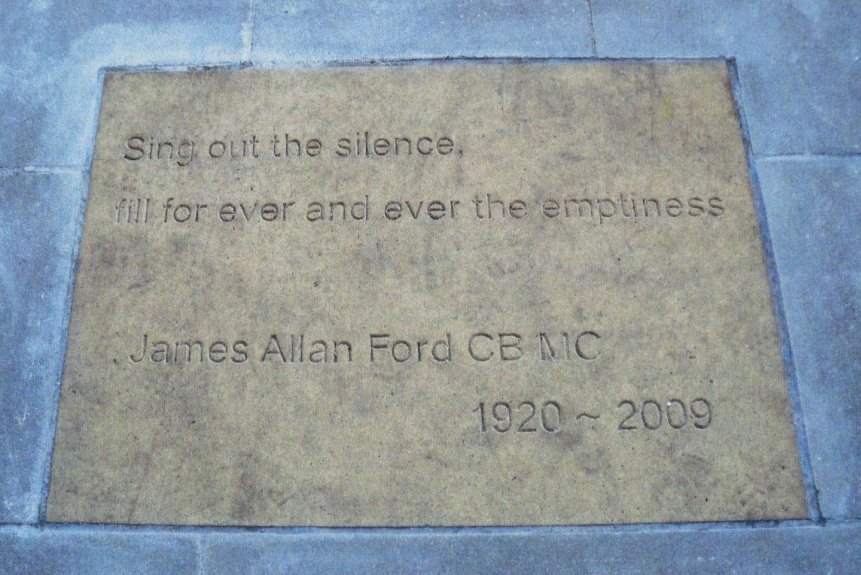 Sing out the silence,
fill for ever and ever the emptiness
James Allan Ford CB MC
1920 ~ 2009